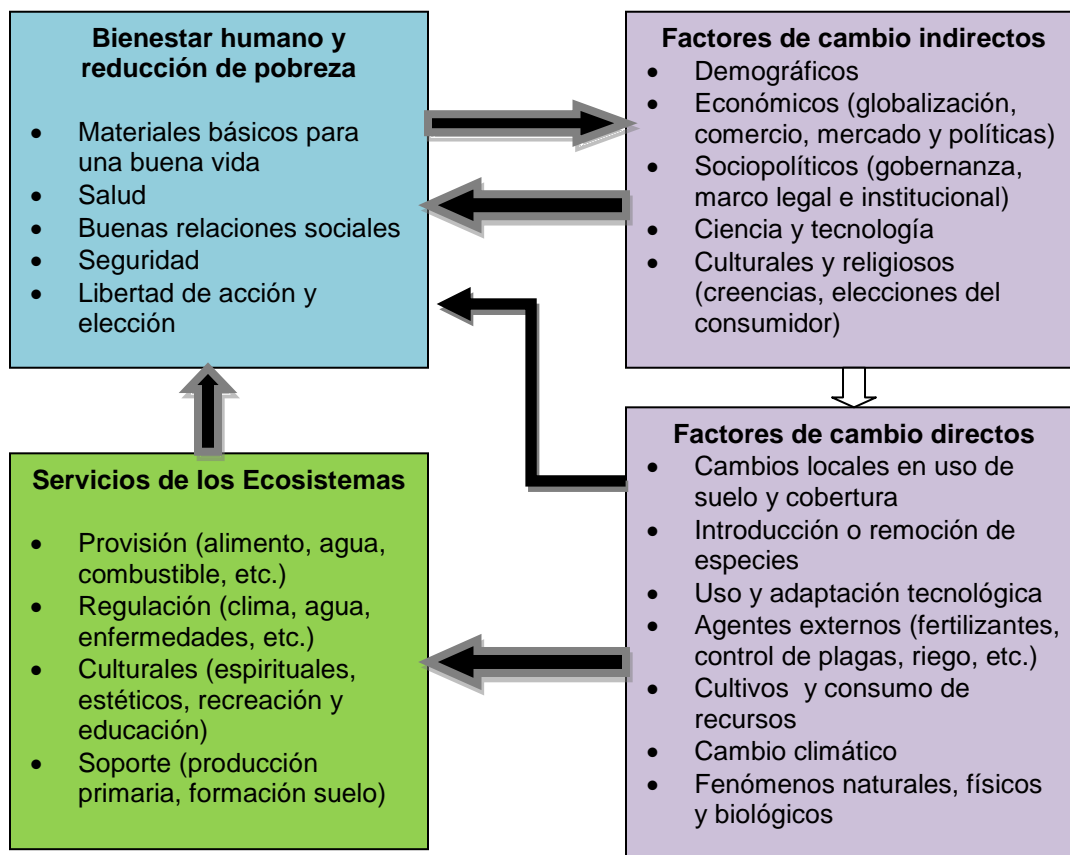 Bienestar humano y
reducción de pobreza
• Materiales básicos para
una buena vida
• Salud
• Buenas relaciones sociales
• Seguridad
• Libertad de acción y
elección
Factores de cambio indirectos
• Demográficos
• Económicos (globalización,
comercio, mercado y políticas)
• Sociopolíticos (gobernanza,
marco legal e institucional)
• Ciencia y tecnología
• Culturales y religiosos
(creencias, elecciones del
consumidor)
Servicios de los Ecosistemas
• Provisión (alimento, agua,
combustible, etc.)
• Regulación (clima, agua,
enfermedades, etc.)
• Culturales (espirituales,
estéticos, recreación y
educación)
• Soporte (producción
primaria, formación suelo)
Factores de cambio directos
• Cambios locales en uso de
suelo y cobertura
• Introducción o remoción de
especies
• Uso y adaptación tecnológica
• Agentes externos (fertilizantes,
control de plagas, riego, etc.)
• Cultivos y consumo de
recursos
• Cambio climático
• Fenómenos naturales, físicos
y biológicos